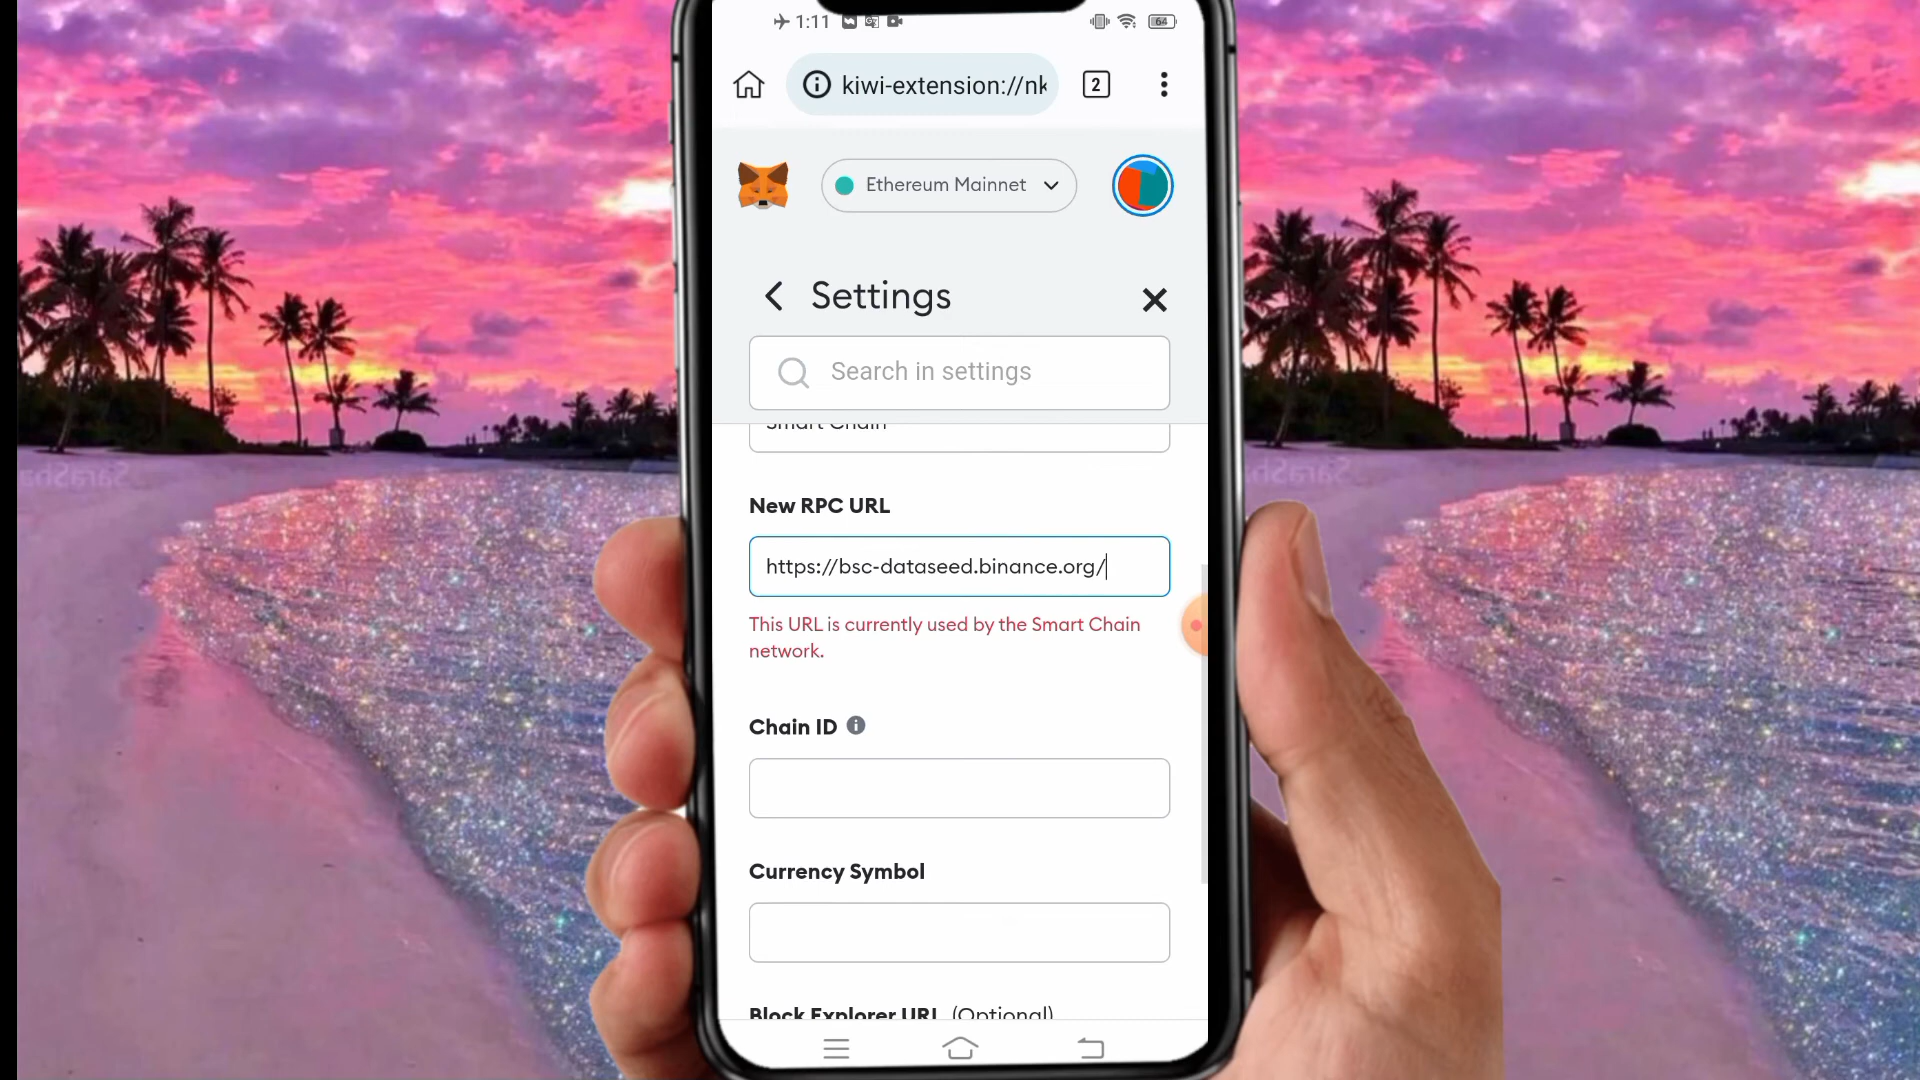 1:11
64
kiwi-extension://nk
2
Ethereum Mainnet
Settings
Search in settings
Smart Chain
New RPC URL
https://bsc-dataseed.binance.org/
This URL is currently used by the Smart Chain
network.
Chain ID
Currency Symbol
Block Explorer URL (Optional)